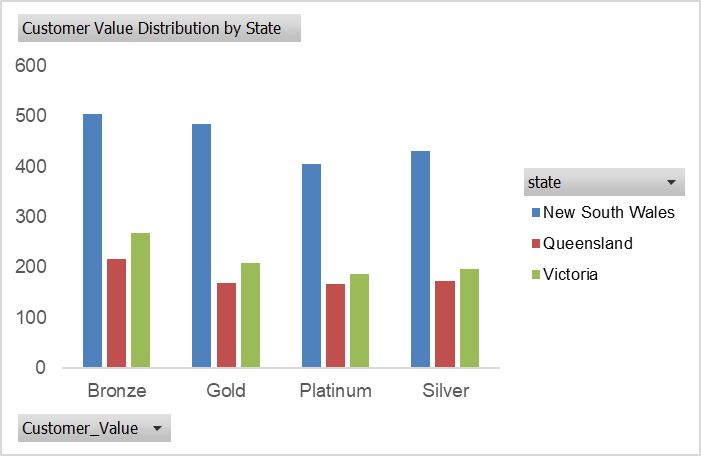 Customer Value Distribution by State
600
500
400
300
200
100
0
Bronze Gold Platinum Silver
state
New South Wales
Queensland
Victoria
Customer_Value